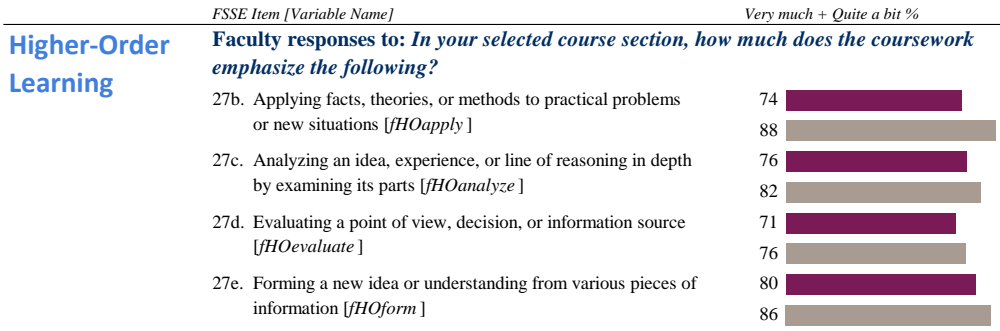 FSSE Item [Variable Name]
Very much + Quite a bit %
Higher-Order
Learning
Faculty responses to: In your selected course section, how much does the coursework
emphasize the following?
27b. Applying facts, theories, or methods to practical problems
or new situations [fHOapply ]
74
88
27c. Analyzing an idea, experience, or line of reasoning in depth
by examining its parts [fHOanalyze ]
76
82
27d. Evaluating a point of view, decision, or information source
[fHOevaluate ]
71
76
27e. Forming a new idea or understanding from various pieces of
information [fHOform ]
80
86